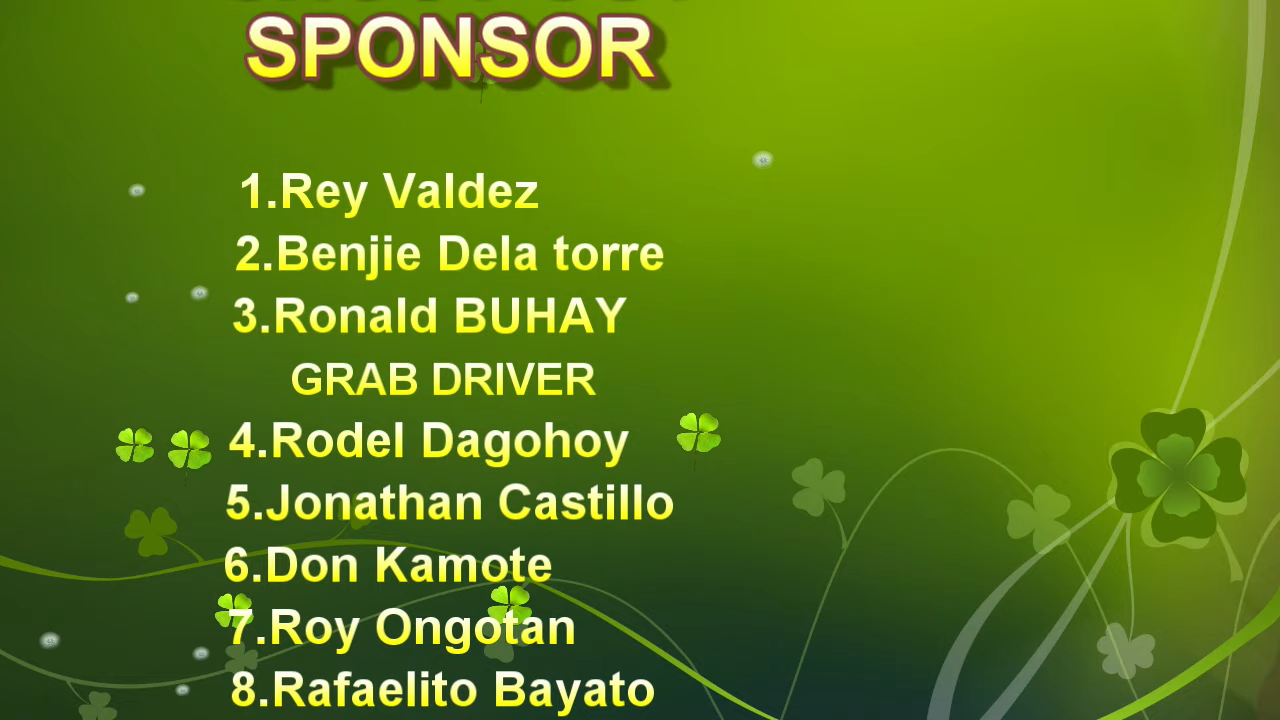 SPONSOR
1.Rey Valdez
2.Benjie Dela torre
3.Ronald BUHAY
GRAB DRIVER
4.Rodel Dagohoy
5.Jonathan Castillo
6.Don Kamote
7.Roy Ongotan
8.Rafaelito Bayato